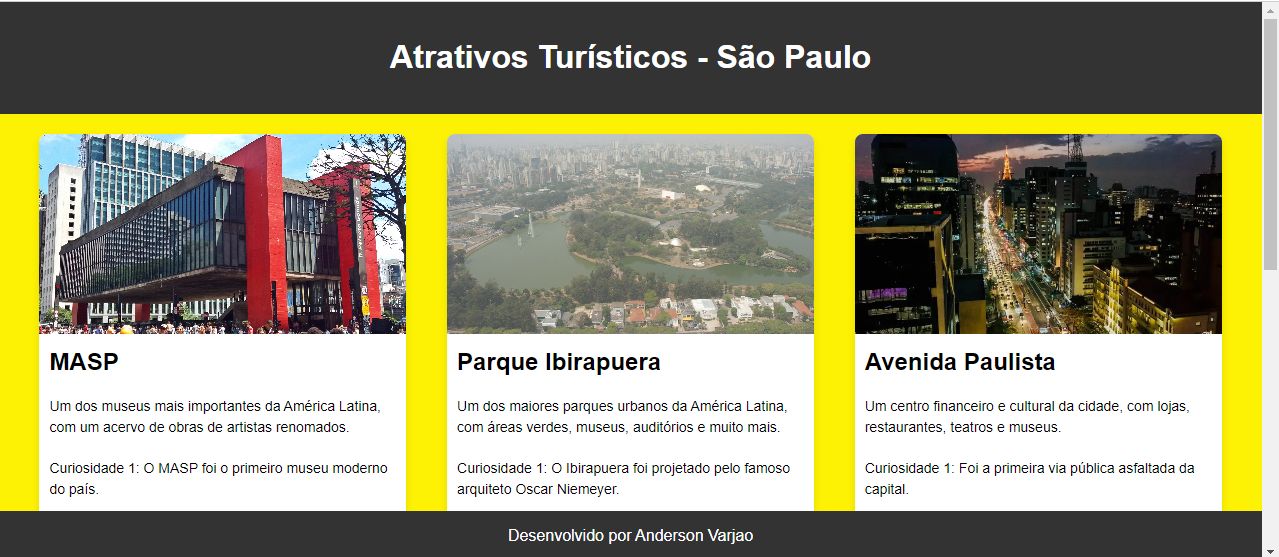 Atrativos Turísticos - São Paulo
MASP
Um dos museus mais importantes da América Latina,
com um acervo de obras de artistas renomados.
Curiosidade 1: O MASP foi o primeiro museu moderno
do país.
Parque Ibirapuera
Um dos maiores parques urbanos da América Latina,
com áreas verdes, museus, auditórios e muito mais.
Curiosidade 1: O Ibirapuera foi projetado pelo famoso
arquiteto Oscar Niemeyer.
Avenida Paulista
Um centro financeiro e cultural da cidade, com lojas,
restaurantes, teatros e museus.
Curiosidade 1: Foi a primeira via pública asfaltada da
capital.
Desenvolvido por Anderson Varjao